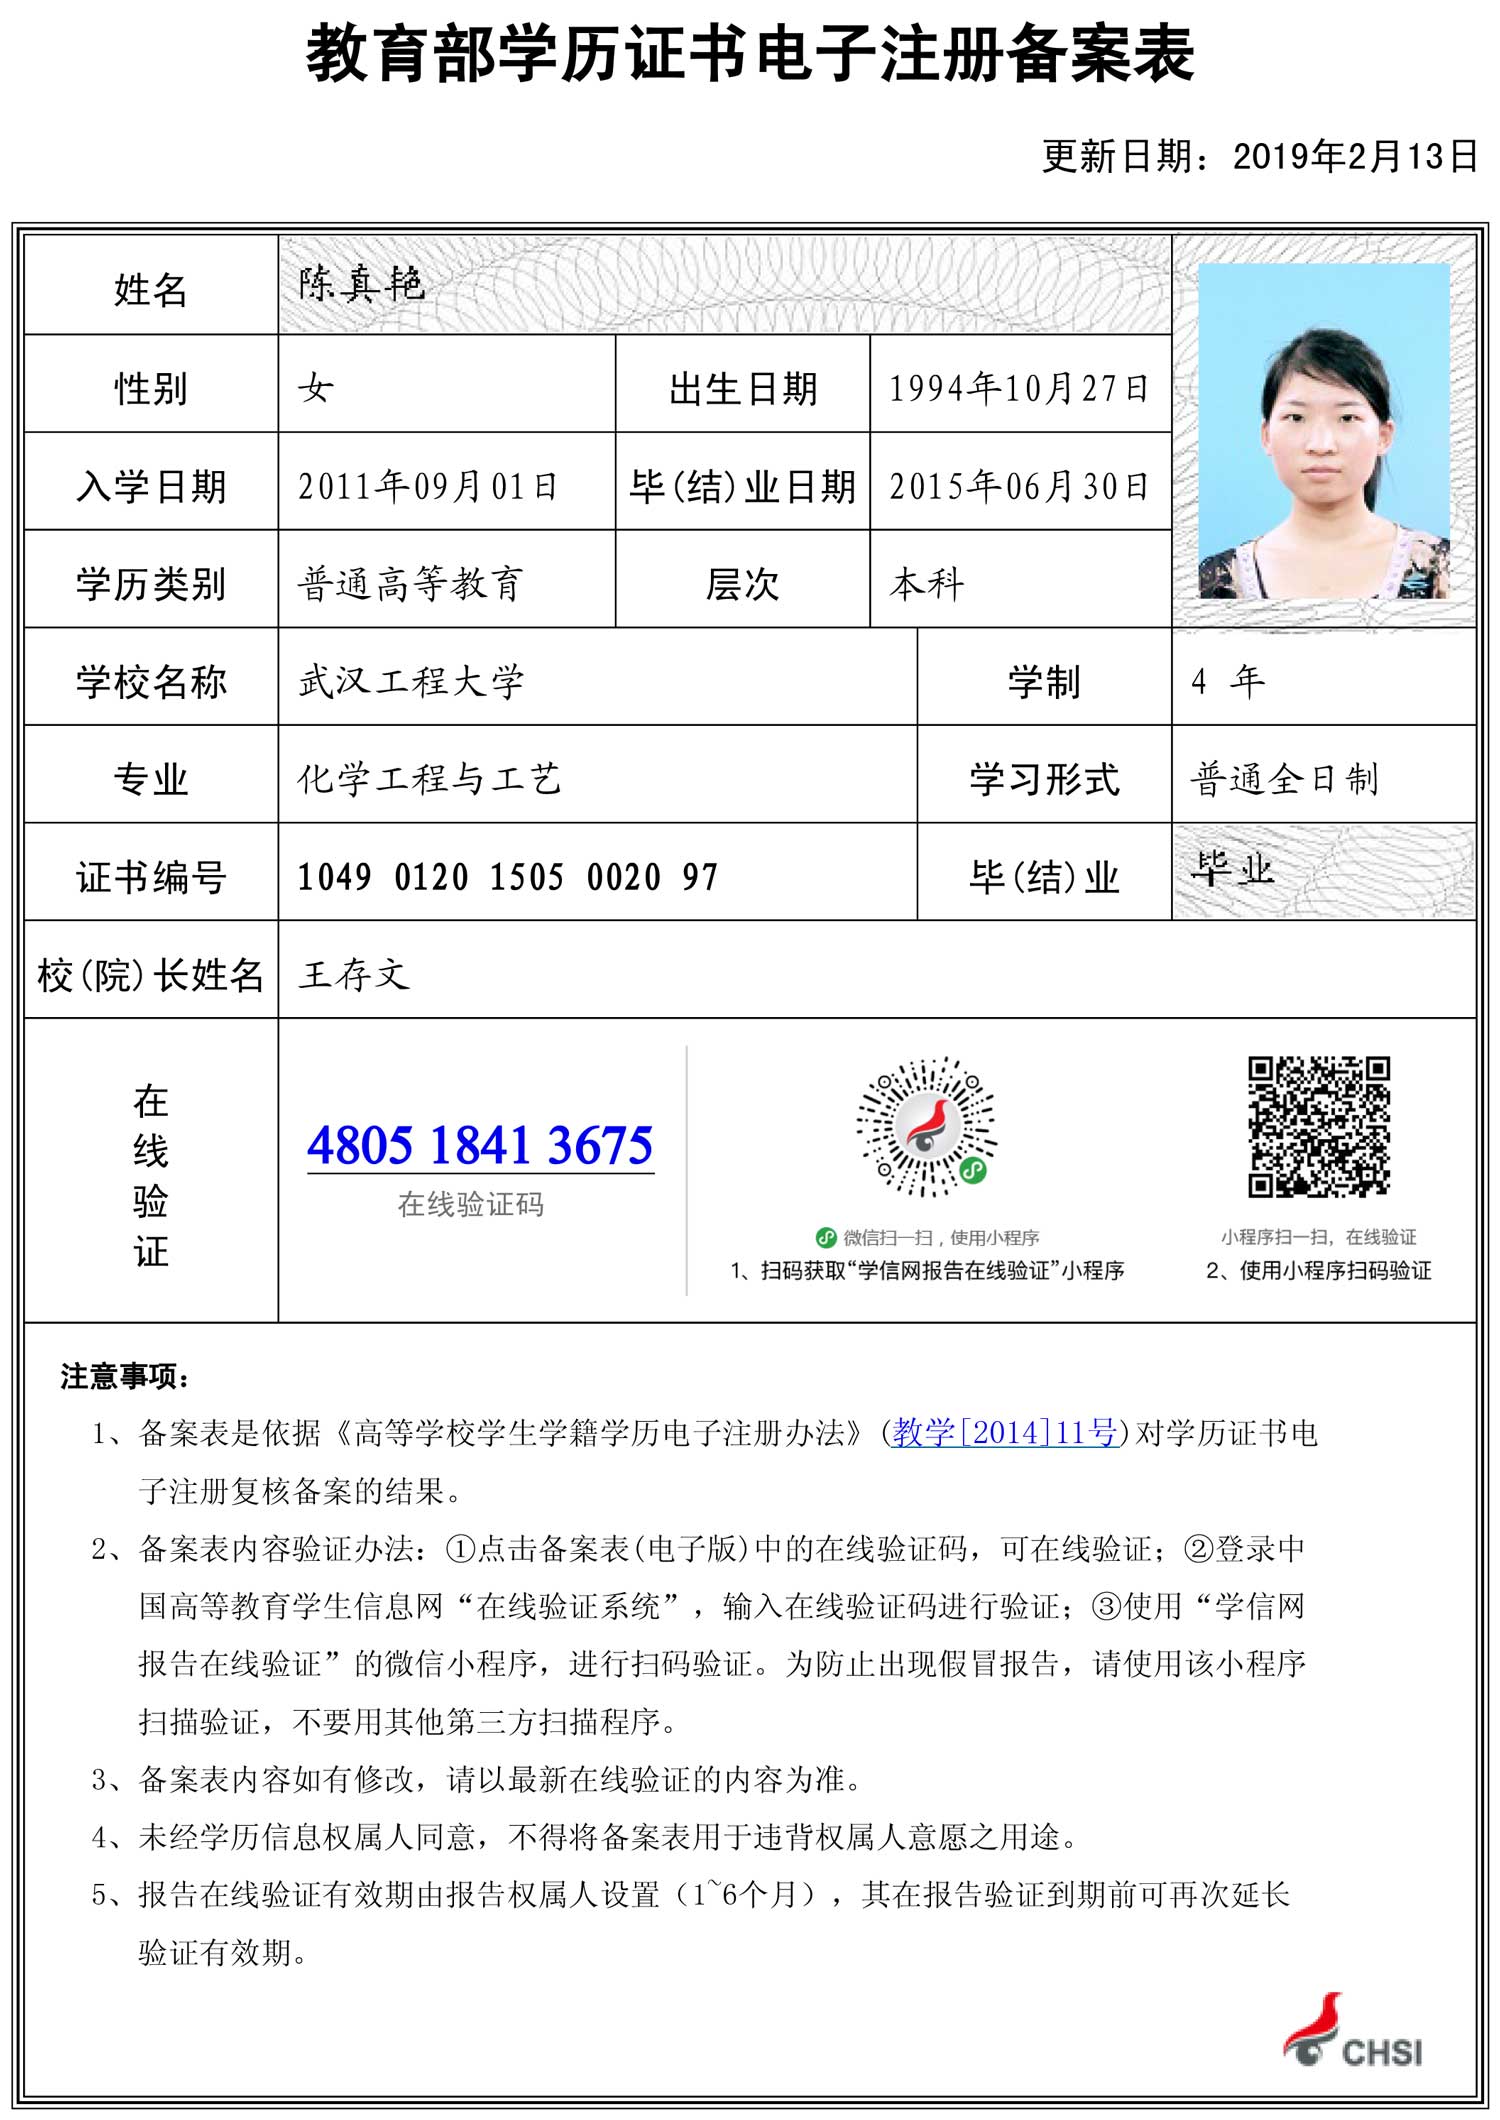 教育部学历证书电子注册备案表
更新日期：2019年2月13日
姓名 陈真艳
性别 女 出生日期 1994年10月27日
入学日期 2011年09月01日 毕(结)业日期 2015年06月30日
学历类别 普通高等教育 层次 本科
学校名称 武汉工程大学 学制 4 年
专业 化学工程与工艺 学习形式 普通全日制
证书编号 1049 0120 1505 0020 97 毕(结)业 毕业
校(院)长姓名 王存文
在线验证
4805 1841 3675
在线验证码
微信扫一扫，使用小程序
1、扫码获取“学信网报告在线验证”小程序
小程序扫一扫，在线验证
2、使用小程序扫码验证
注意事项：
1、备案表是依据《高等学校学生学籍学历电子注册办法》(教学[2014]11号)对学历证书电
子注册复核备案的结果。
2、备案表内容验证办法：①点击备案表(电子版)中的在线验证码，可在线验证；②登录中
国高等教育学生信息网“在线验证系统”，输入在线验证码进行验证；③使用“学信网
报告在线验证”的微信小程序，进行扫码验证。为防止出现假冒报告，请使用该小程序
扫描验证，不要用其他第三方扫描程序。
3、备案表内容如有修改，请以最新在线验证的内容为准。
4、未经学历信息权属人同意，不得将备案表用于违背权属人意愿之用途。
5、报告在线验证有效期由报告权属人设置（1~6个月），其在报告验证到期前可再次延长
验证有效期。
CHSI